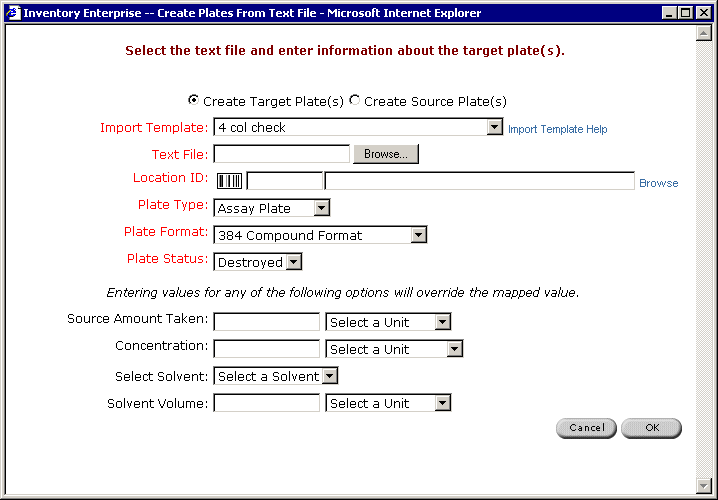 Inventory Enterprise -- Create Plates From Text File - Microsoft Internet Explorer
Select the text file and enter information about the target plate(s).
Create Target Plate(s) Create Source Plate(s)
Import Template: 4 col check Import Template Help
Text File: Browse...
Location ID: Browse
Plate Type: Assay Plate
Plate Format: 384 Compound Format
Plate Status: Destroyed
Entering values for any of the following options will override the mapped value.
Source Amount Taken: Select a Unit
Concentration: Select a Unit
Select Solvent: Select a Solvent
Solvent Volume: Select a Unit
Cancel OK